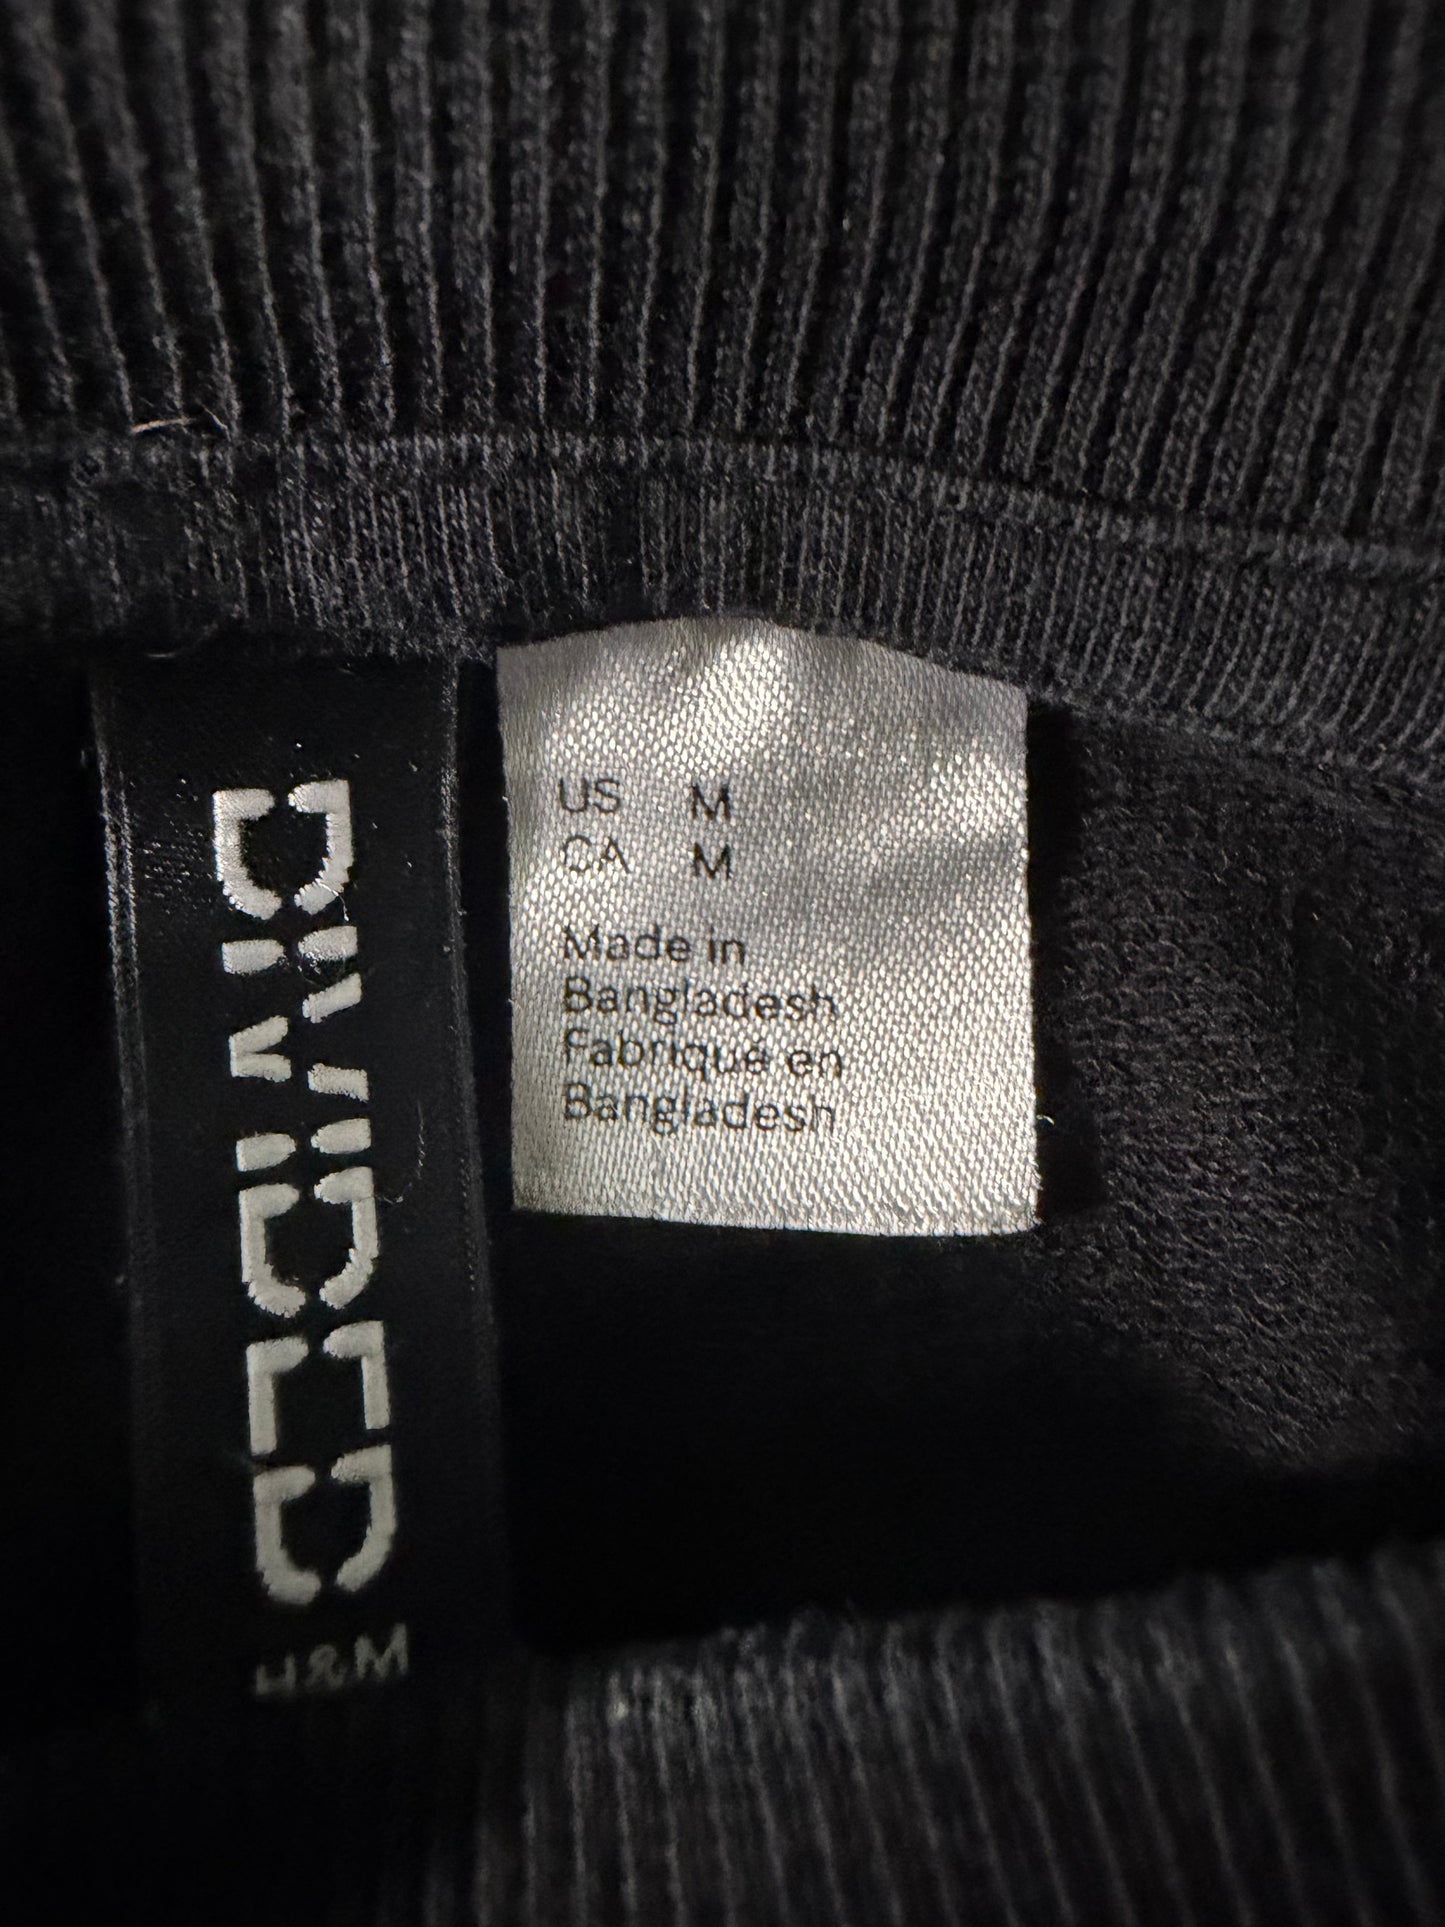 DIVIDED
H&M
US M
CA M
Made in
Bangladesh
Fabriqué en
Bangladesh